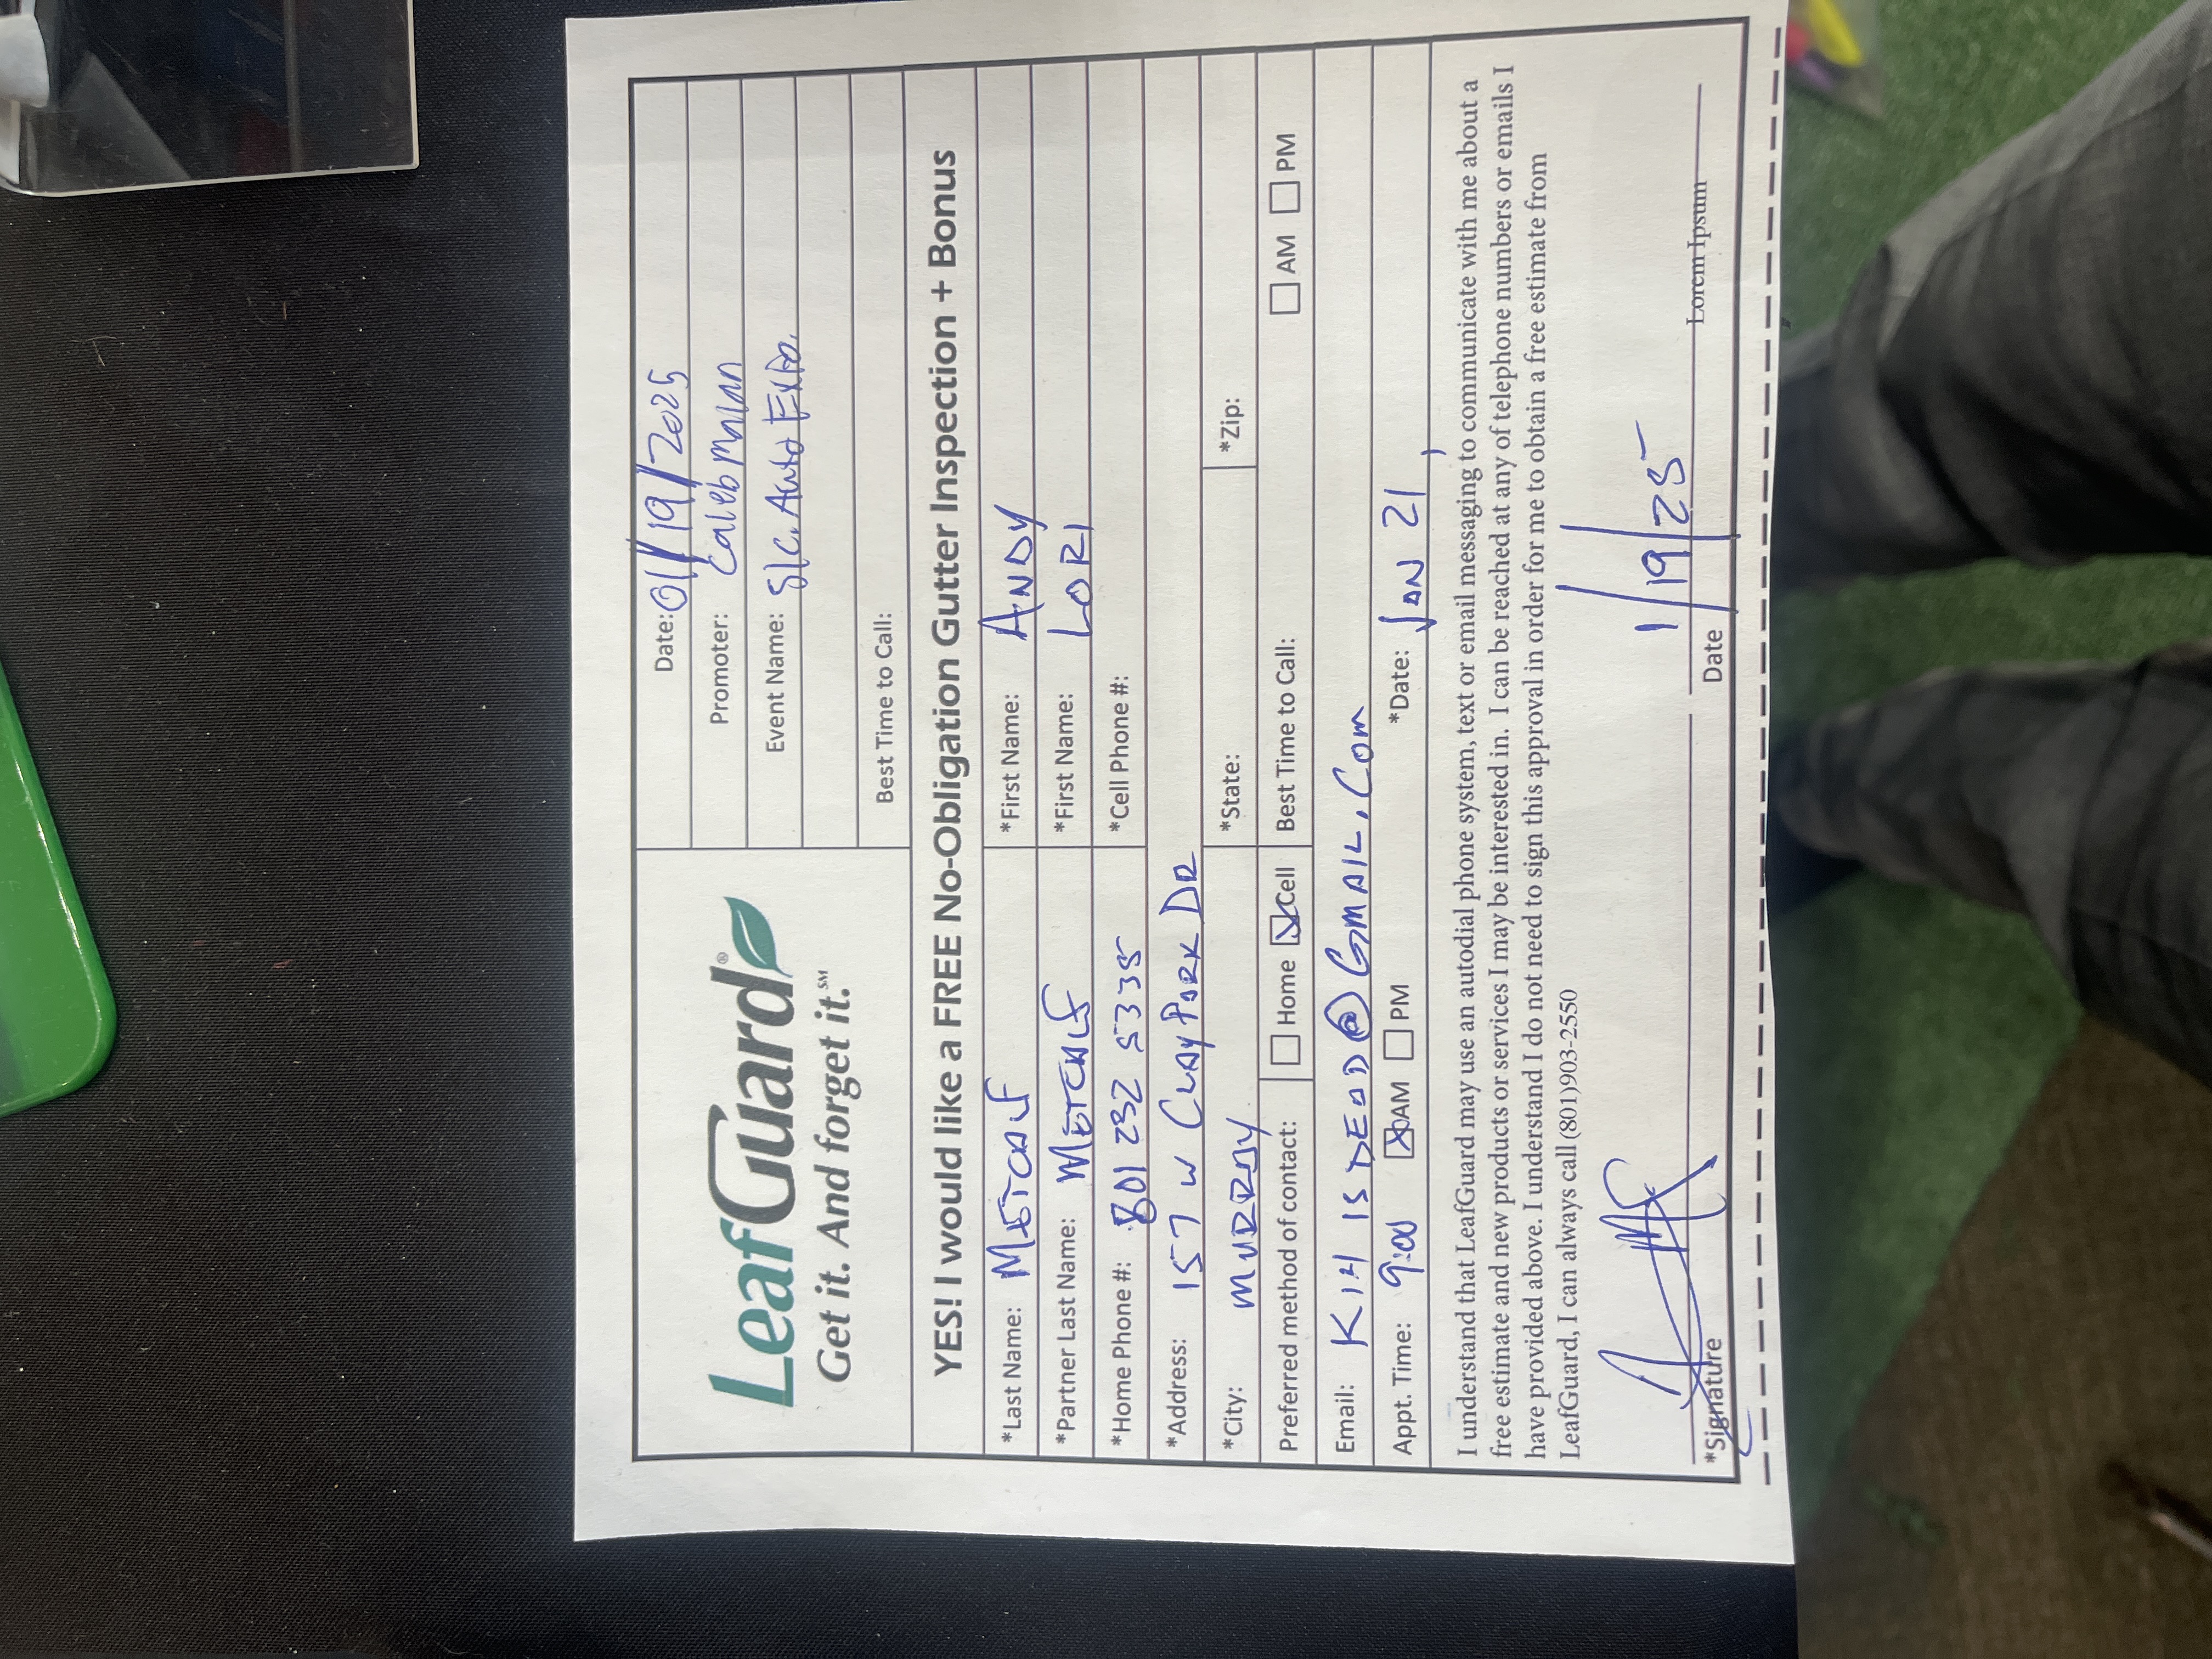 Date: 01/19/2025
Promoter: Caleb Malan
Event Name: S/C. Auto Expo.
LeafGuard®
Get it. And forget it.℠
Best Time to Call:
YES! I would like a FREE No-Obligation Gutter Inspection + Bonus
*Last Name: METCALF *First Name: ANDY
*Partner Last Name: METCALF *First Name: LORI
*Home Phone #: 801 232 5335 *Cell Phone #:
*Address: 157 W CLAY PARK DR
*City: MURRAY *State: *Zip:
Preferred method of contact: Home Cell Best Time to Call: AM PM
Email: K14 IS DEAD@GMAIL.COM
Appt. Time: 9:00 AM PM *Date: JAN 21,
I understand that LeafGuard may use an autodial phone system, text or email messaging to communicate with me about a
free estimate and new products or services I may be interested in. I can be reached at any of telephone numbers or emails I
have provided above. I understand I do not need to sign this approval in order for me to obtain a free estimate from
LeafGuard, I can always call (801)903-2550
1/19/25
Lorem Ipsum
*Signature Date